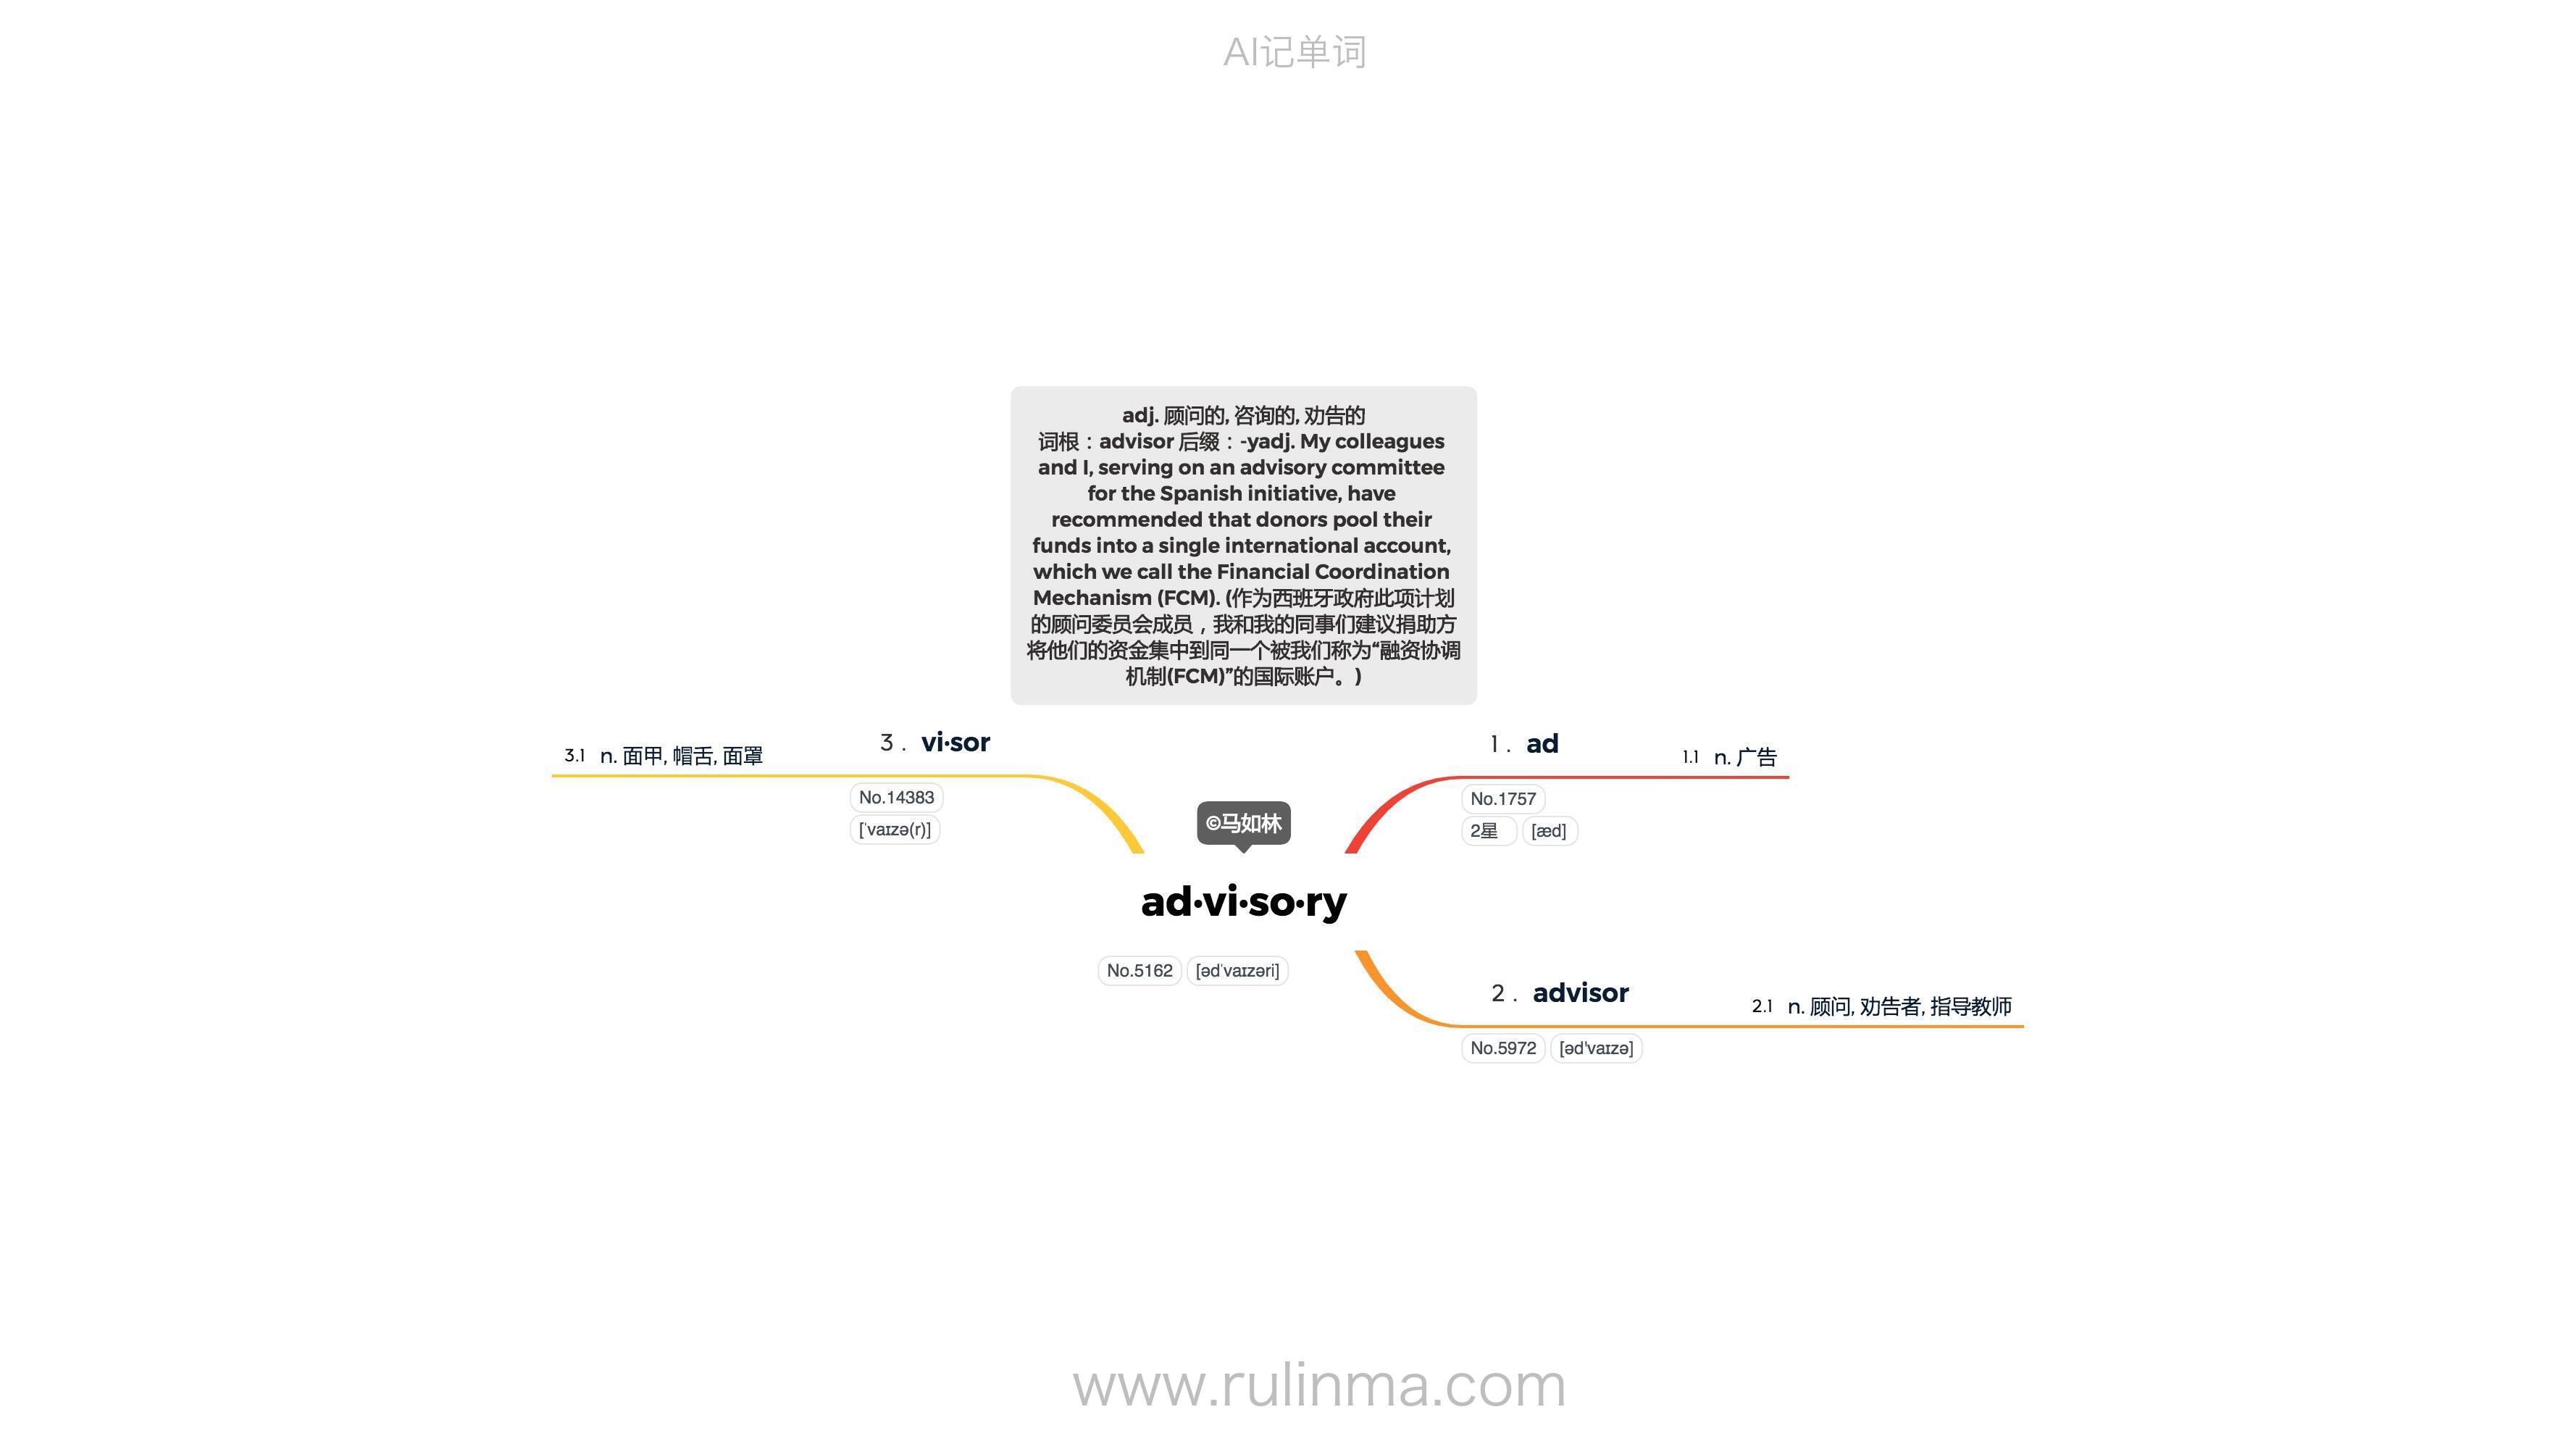 AI记单词
adj. 顾问的, 咨询的, 劝告的
词根：advisor 后缀：-yadj. My colleagues
and I, serving on an advisory committee
for the Spanish initiative, have
recommended that donors pool their
funds into a single international account,
which we call the Financial Coordination
Mechanism (FCM). (作为西班牙政府此项计划
的顾问委员会成员，我和我的同事们建议捐助方
将他们的资金集中到同一个被我们称为“融资协调
机制(FCM)”的国际账户。)
3.1 n. 面甲, 帽舌, 面罩
3. vi·sor
No.14383
[ˈvaɪzə(r)]
1. ad
1.1 n. 广告
No.1757
2星 [æd]
©马如林
ad·vi·so·ry
No.5162 [ədˈvaɪzəri]
2. advisor
2.1 n. 顾问, 劝告者, 指导教师
No.5972 [əd'vaɪzə]
www.rulinma.com